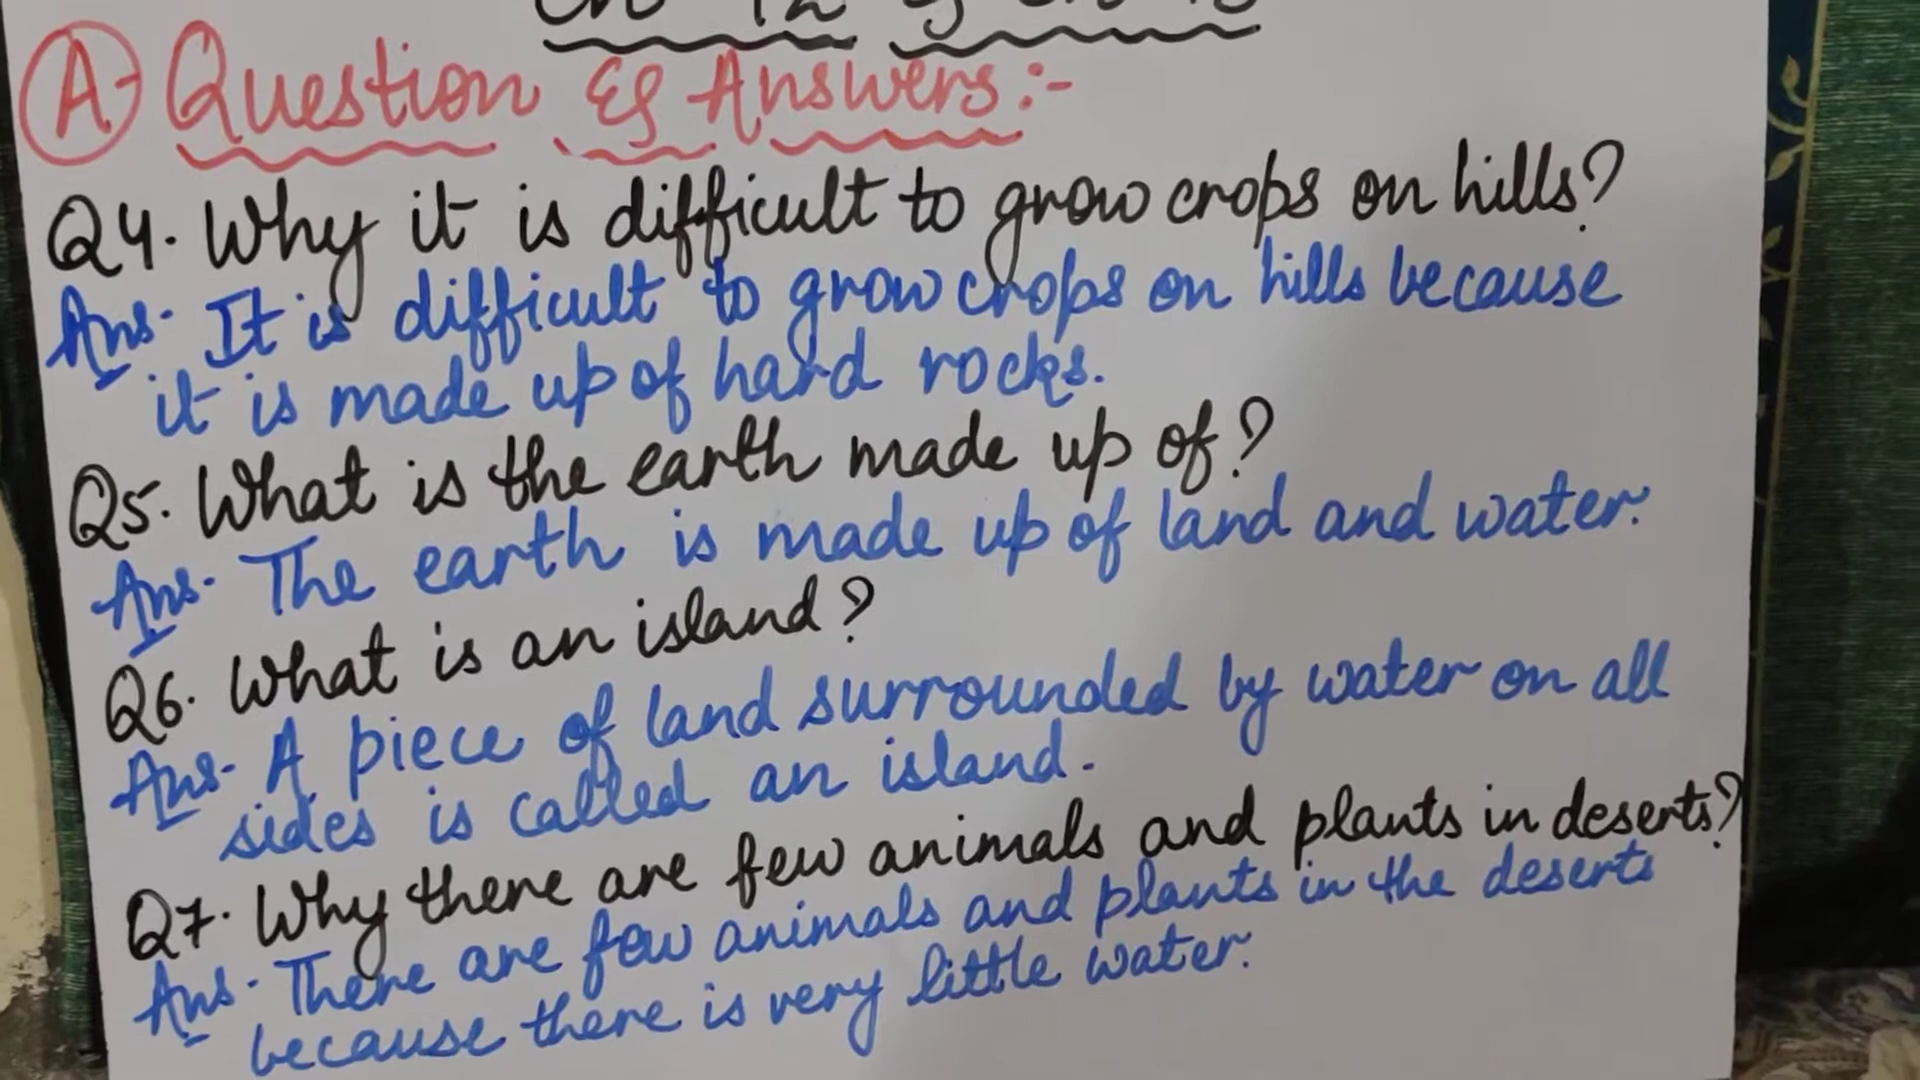 A- Question & Answers:-
Q4. Why it is difficult to grow crops on hills?
Ans- It is difficult to grow crops on hills because
it is made up of hard rocks.
Q5. What is the earth made up of?
Ans- The earth is made up of land and water.
Q6. What is an island?
Ans- A piece of land surrounded by water on all
sides is called an island.
Q7. Why there are few animals and plants in deserts?
Ans- There are few animals and plants in the deserts
because there is very little water.